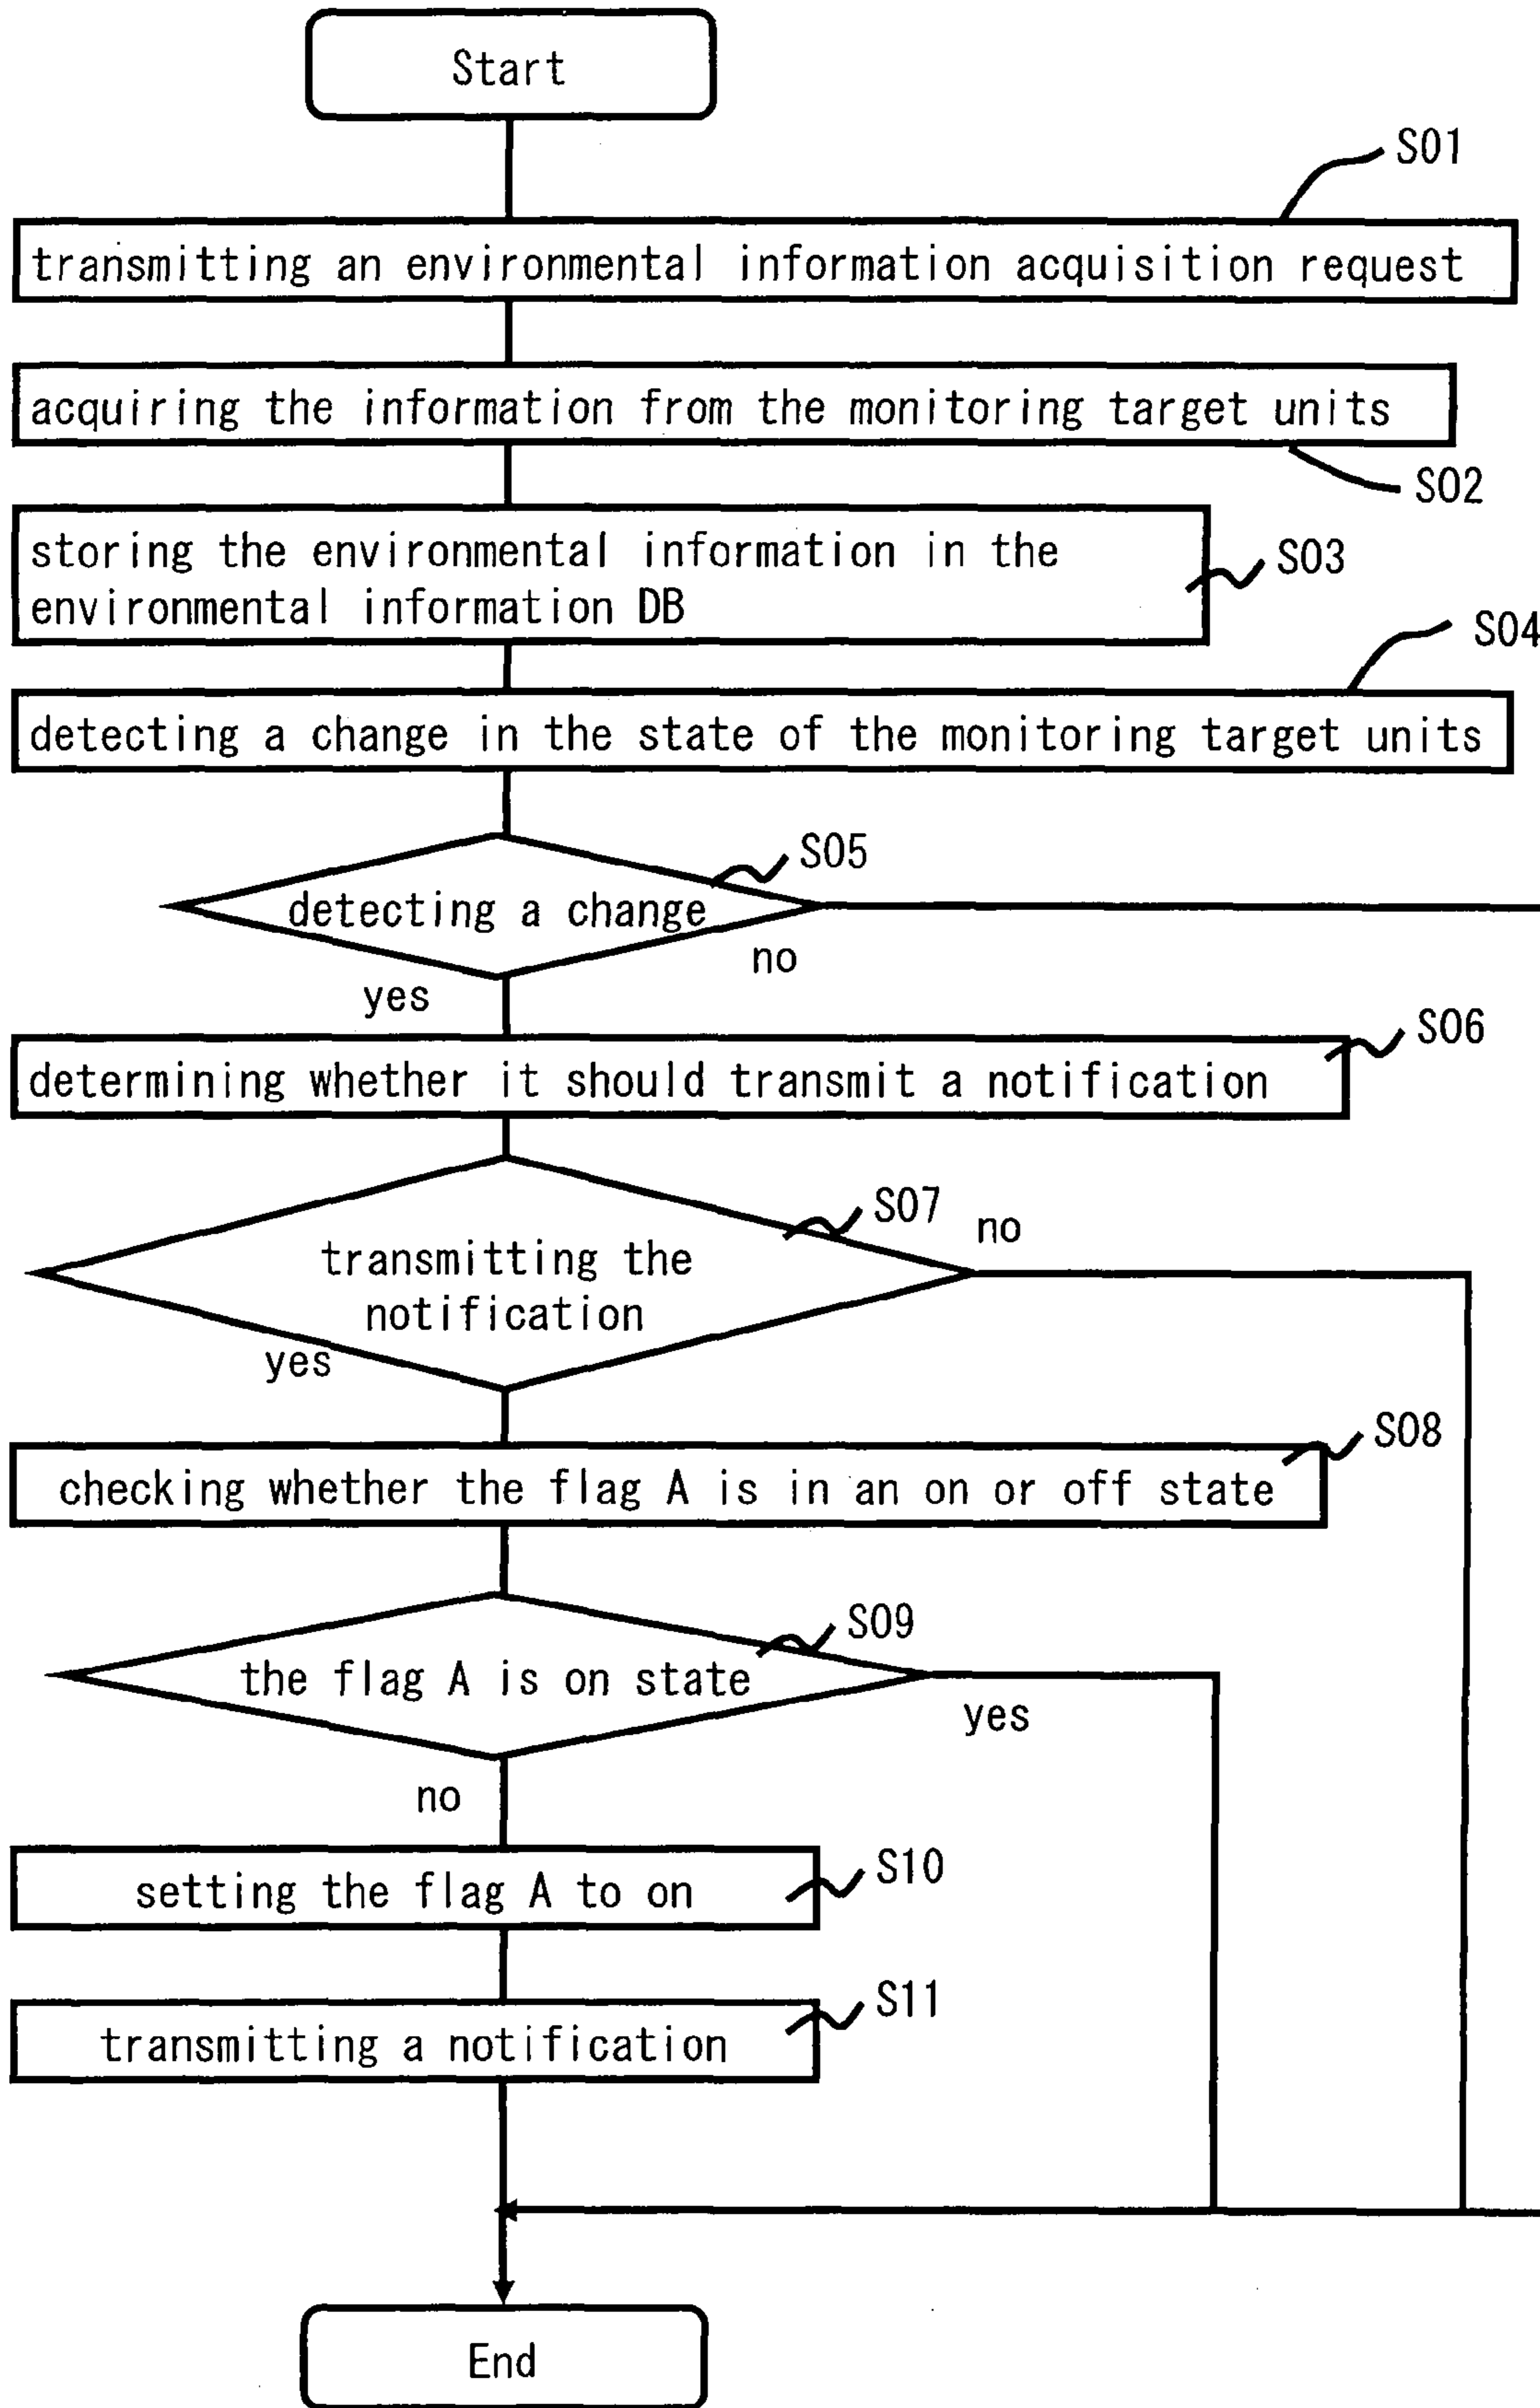 Start
S01
transmitting an environmental information acquisition request
acquiring the information from the monitoring target units
S02
storing the environmental information in the
environmental information DB
S03
S04
detecting a change in the state of the monitoring target units
S05
detecting a change
no
yes
S06
determining whether it should transmit a notification
S07
no
transmitting the
notification
yes
S08
checking whether the flag A is in an on or off state
S09
the flag A is on state
yes
no
S10
setting the flag A to on
S11
transmitting a notification
End